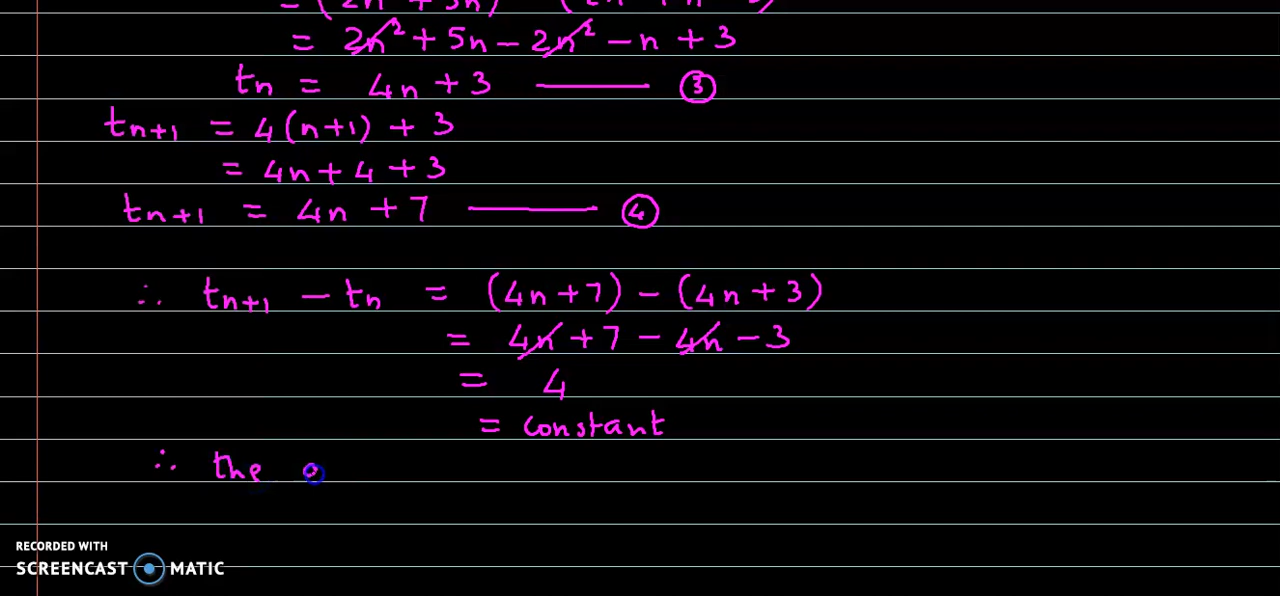 = 2n² + 5n - 2n² - n + 3
tn = 4n + 3 ——— ③
tn+1 = 4(n+1) + 3
= 4n + 4 + 3
tn+1 = 4n + 7 ——— ④
∴ tn+1 - tn = (4n+7) - (4n+3)
= 4n + 7 - 4n - 3
= 4
= constant
∴ the
RECORDED WITH
SCREENCAST MATIC